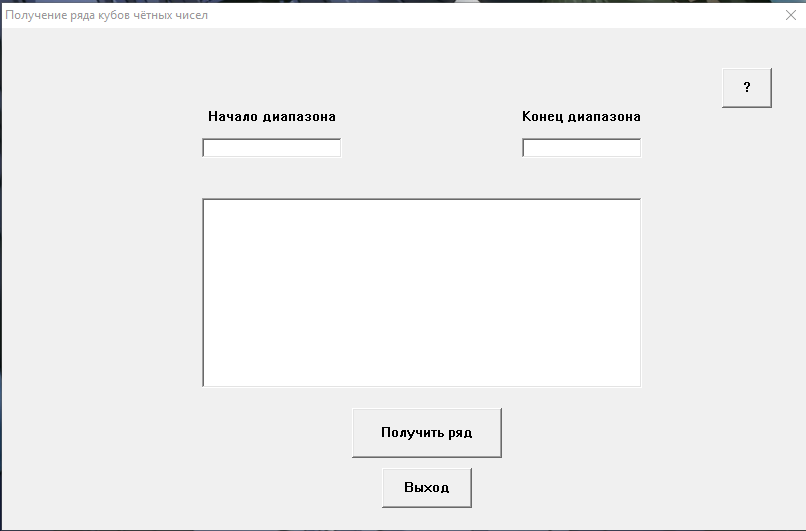 Получение ряда кубов чётных чисел
?
Начало диапазона
Конец диапазона
Получить ряд
Выход